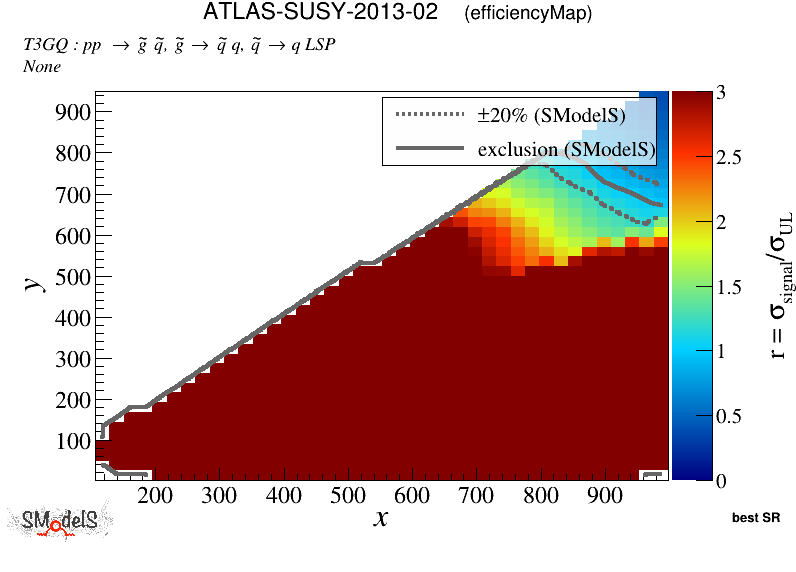 ATLAS-SUSY-2013-02 (efficiencyMap)
T3GQ : pp → g̃ q̃, g̃ → q̃ q, q̃ → q LSP
None
±20% (SModelS)
exclusion (SModelS)
900
800
700
600
500
400
300
200
100
y
200 300 400 500 600 700 800 900
x
3
2.5
2
1.5
1
0.5
0
r = σsignal/σUL
SModelS
best SR